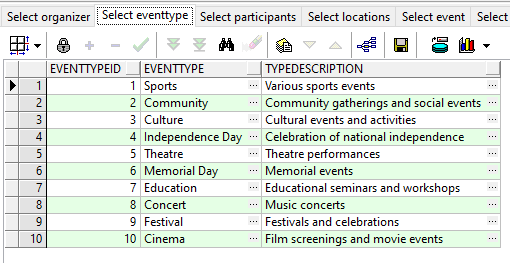 Select organizer Select eventtype Select participants Select locations Select event Select
EVENTTYPEID EVENTTYPE TYPEDESCRIPTION
1 1 Sports ... Various sports events ...
2 2 Community ... Community gatherings and social events ...
3 3 Culture ... Cultural events and activities ...
4 4 Independence Day ... Celebration of national independence ...
5 5 Theatre ... Theatre performances ...
6 6 Memorial Day ... Memorial events ...
7 7 Education ... Educational seminars and workshops ...
8 8 Concert ... Music concerts ...
9 9 Festival ... Festivals and celebrations ...
10 10 Cinema ... Film screenings and movie events ...